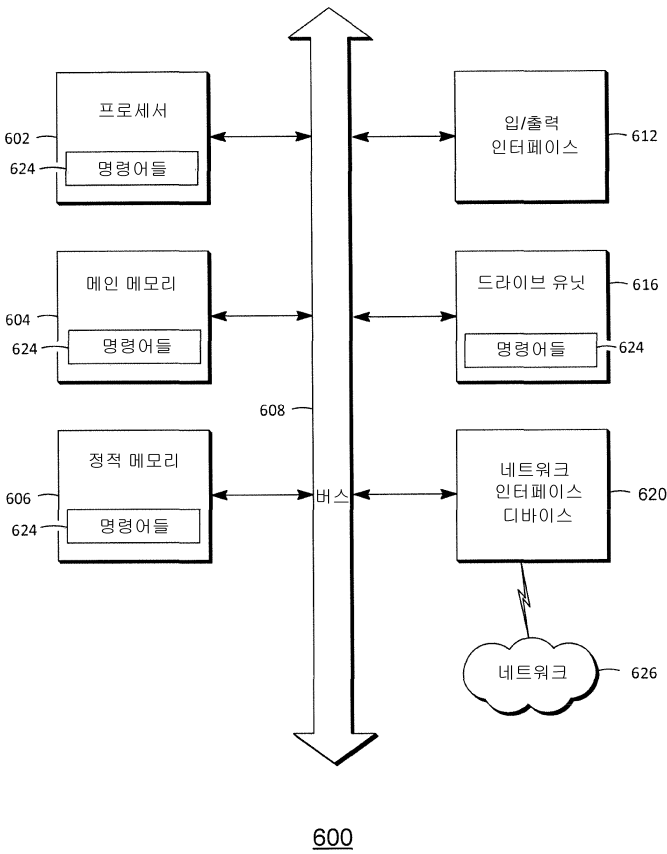 프로세서
602
624
명령어들
입/출력
인터페이스
612
메인 메모리
604
624
명령어들
드라이브 유닛
616
명령어들
624
608
정적 메모리
606
624
명령어들
버스
네트워크
인터페이스
디바이스
620
네트워크
626
600